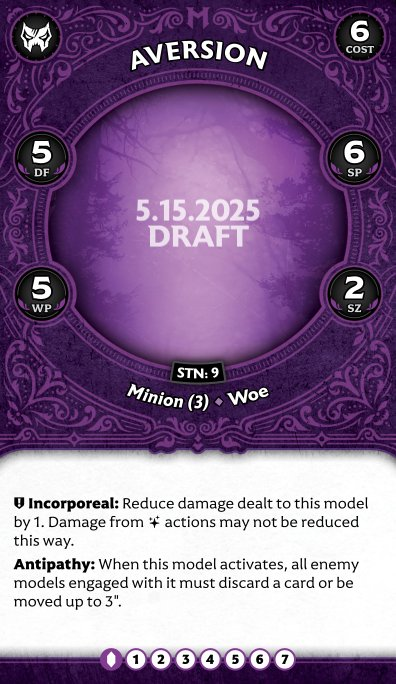 AVERSION
6
COST
5
DF
6
SP
5.15.2025
DRAFT
5
WP
2
SZ
STN: 9
Minion (3) ◆ Woe
Incorporeal: Reduce damage dealt to this model
by 1. Damage from actions may not be reduced
this way.
Antipathy: When this model activates, all enemy
models engaged with it must discard a card or be
moved up to 3".
1 2 3 4 5 6 7